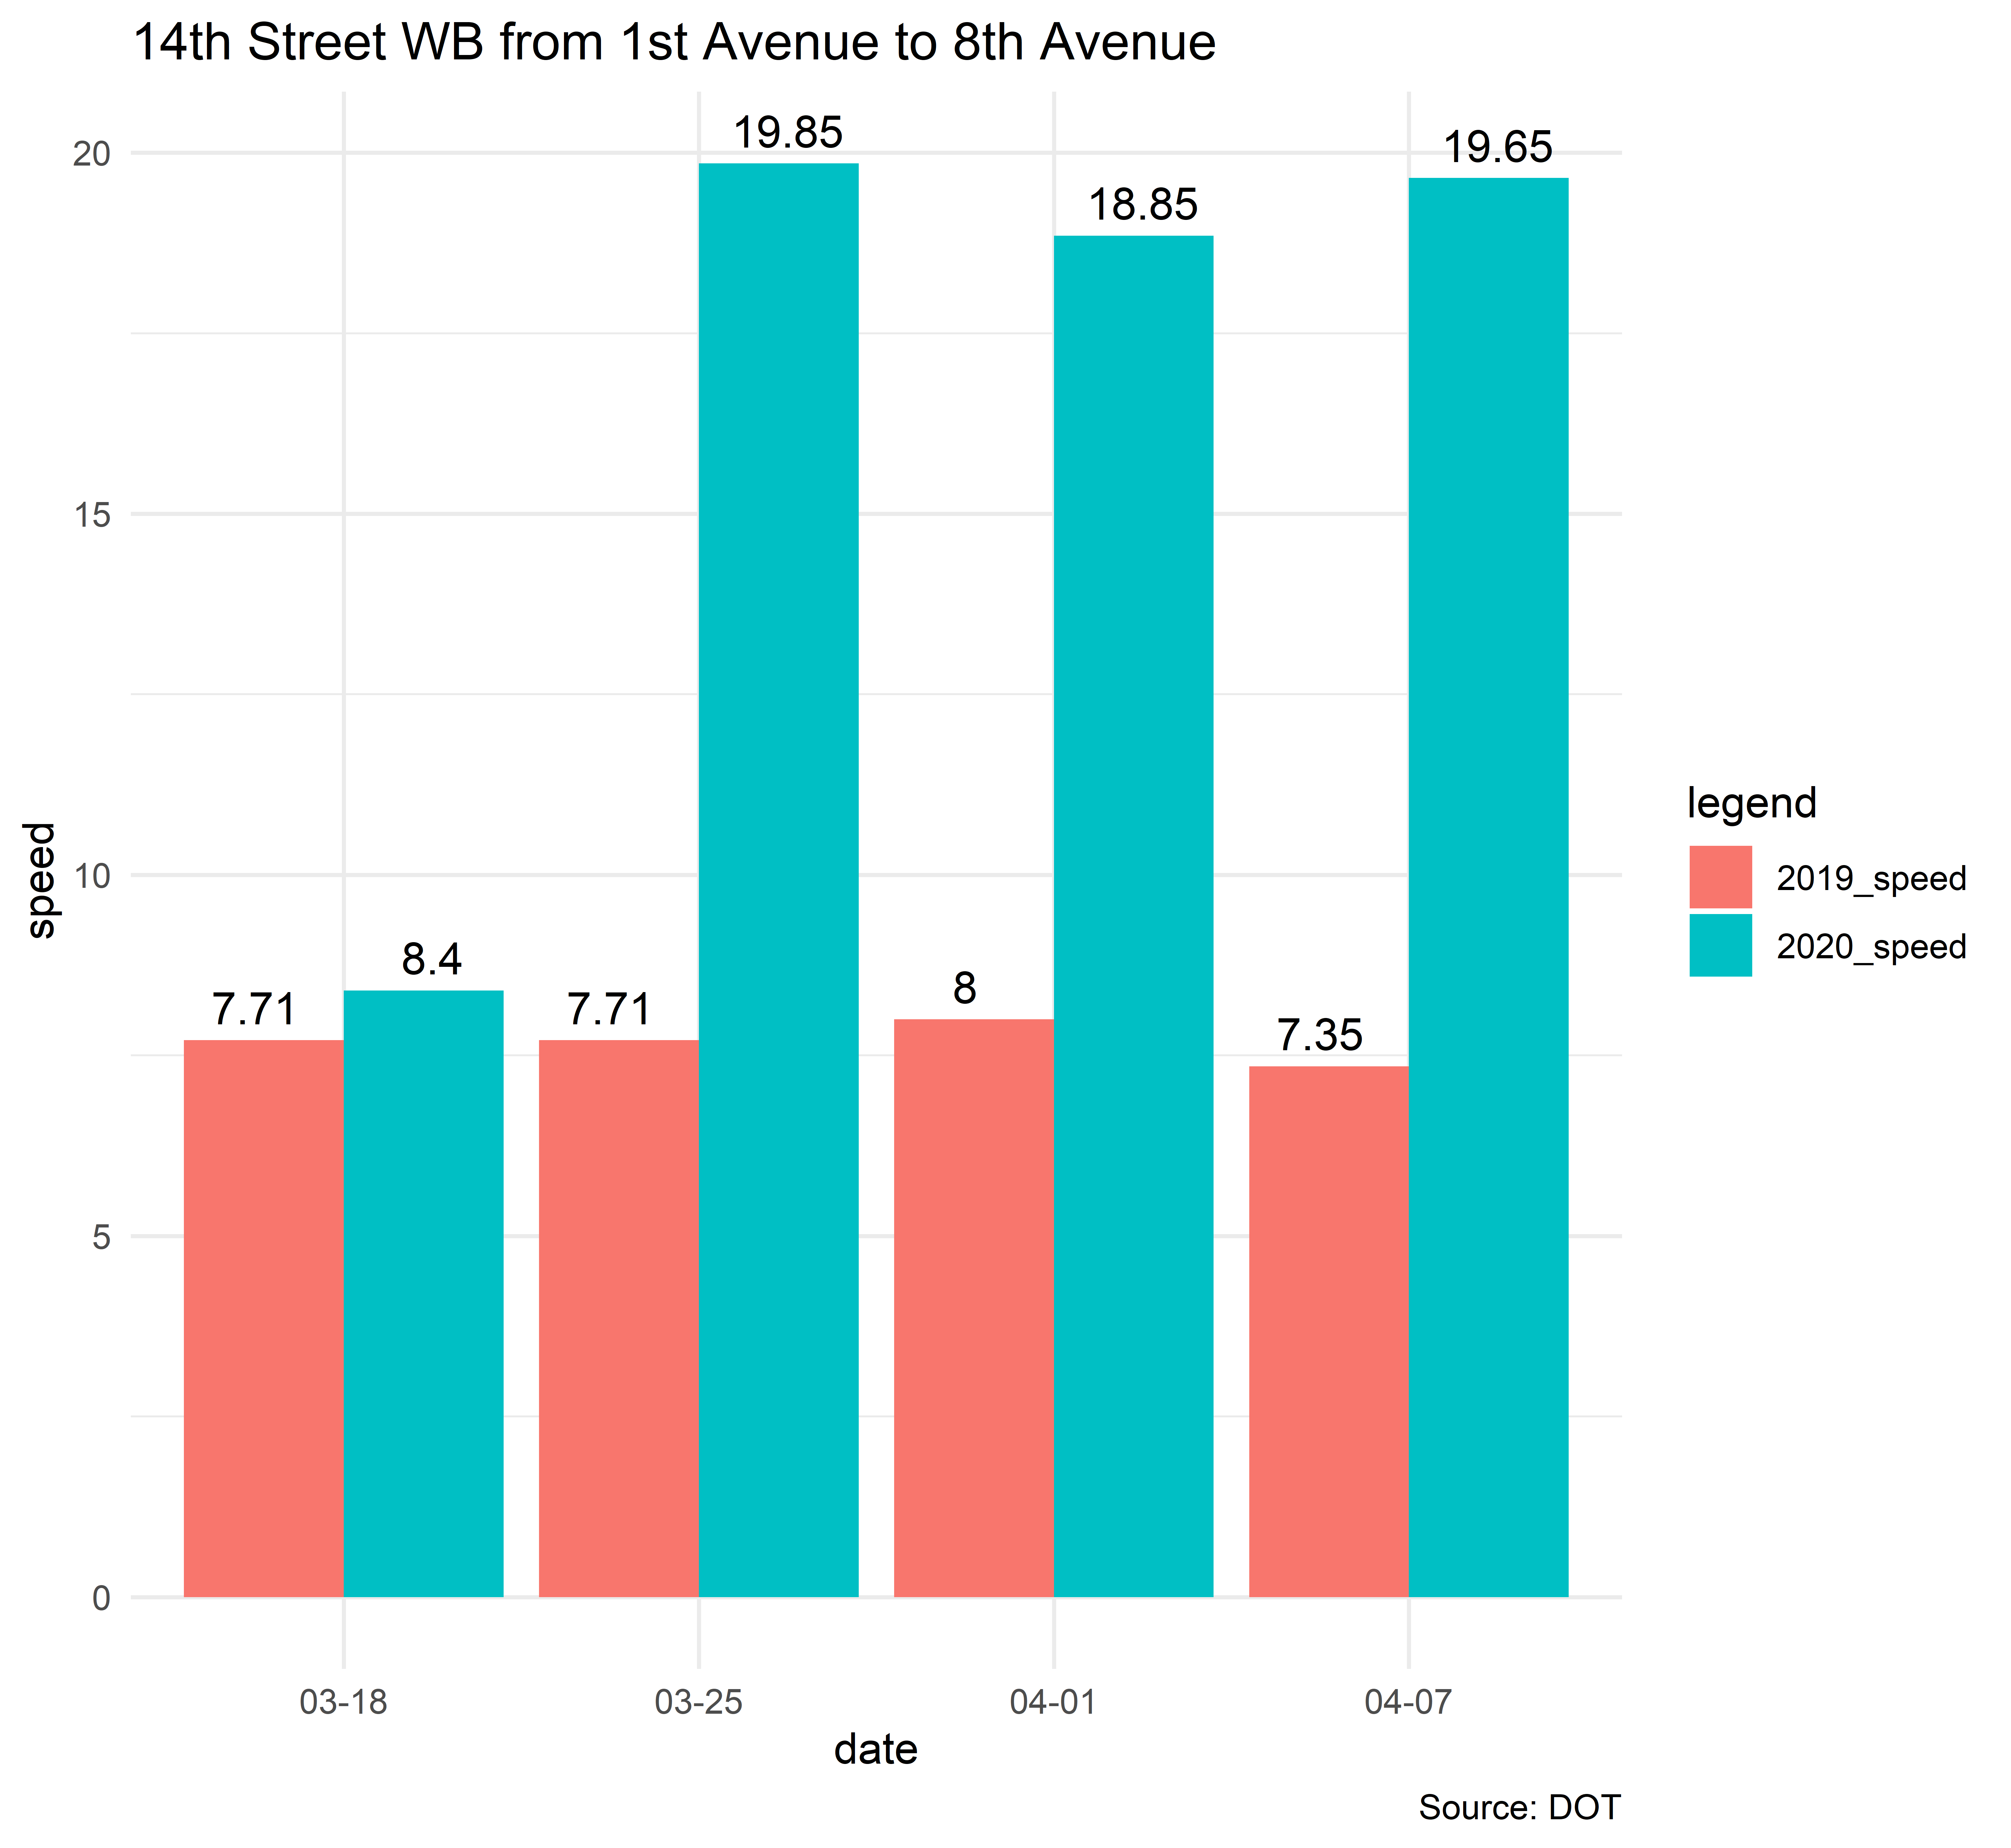 14th Street WB from 1st Avenue to 8th Avenue
speed
20
15
10
5
0
7.71
8.4
7.71
19.85
8
18.85
7.35
19.65
03-18
03-25
04-01
04-07
date
legend
2019_speed
2020_speed
Source: DOT